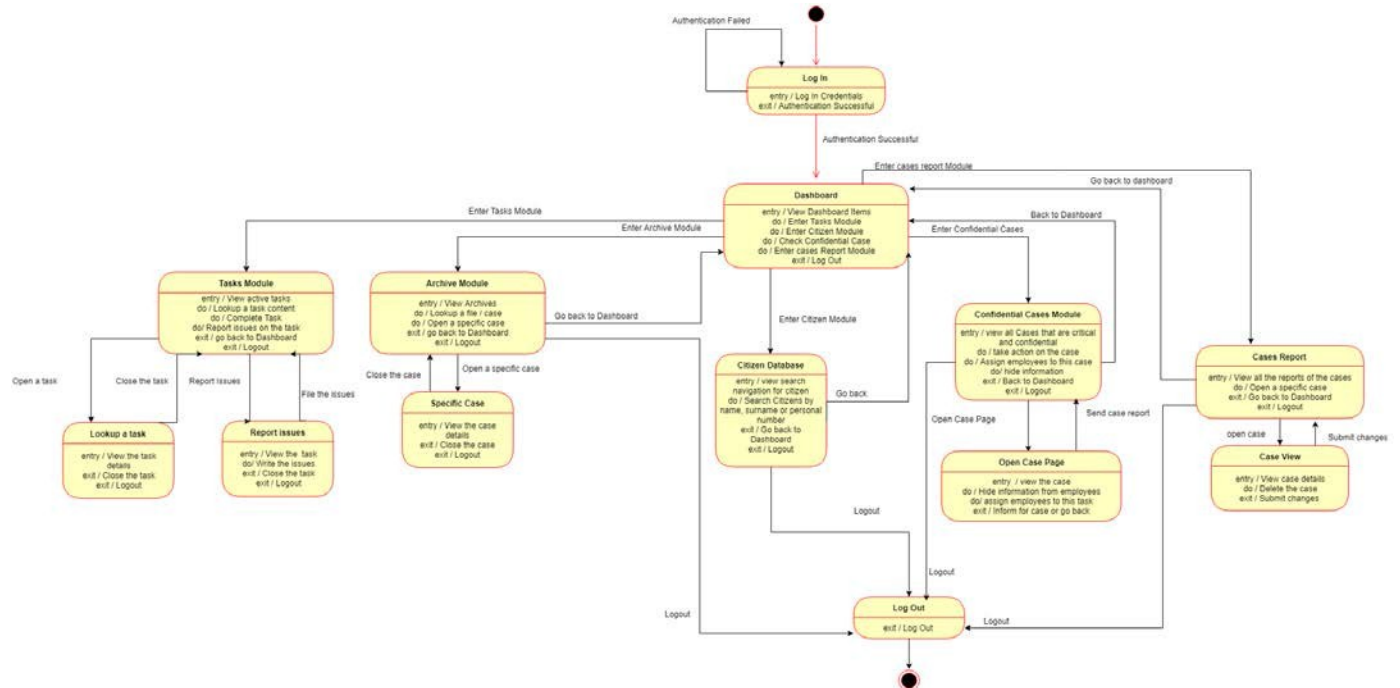 Authentication Failed
Log In
entry / Log In Credentials
exit / Authentication Successful
Authentication Successful
Enter cases report Module
Go back to dashboard
Dashboard
entry / View Dashboard Items
do / Enter Tasks Module
do / Enter Citizen Module
do / Check Confidential Case
do / Enter cases Report Module
exit / Log Out
Enter Tasks Module
Enter Archive Module
Back to Dashboard
Enter Confidential Cases
Tasks Module
entry / View active tasks
do / Lookup a task content
do / Complete Task
do/ Report issues on the task
exit / go back to Dashboard
exit / Logout
Archive Module
entry / View Archives
do / Lookup a file / case
do / Open a specific case
exit / go back to Dashboard
exit / Logout
Go back to Dashboard
Enter Citizen Module
Confidential Cases Module
entry / view all Cases that are critical
and confidential
do / take action on the case
do / Assign employees to this case
do/ hide information
exit / Back to Dashboard
exit / Logout
Cases Report
entry / View all the reports of the cases
do / Open a specific case
exit / Go back to Dashboard
exit / Logout
Open a task
Close the task
Report issues
File the issues
Close the case
Open a specific case
Citizen Database
entry / view search
navigation for citizen
do / Search Citizens by
name, surname or personal
number
exit / Go back to
Dashboard
exit / Logout
Go back
Specific Case
entry / View the case
details
exit / Close the case
exit / Logout
Lookup a task
entry / View the task
details
exit / Close the task
exit / Logout
Report issues
entry / View the task
do/ Write the issues
exit / Close the task
exit / Logout
Open Case Page
Send case report
open case
Submit changes
Open Case Page
entry / view the case
do / Hide information from employees
do/ assign employees to this task
exit / Inform for case or go back
Case View
entry / View case details
do / Delete the case
exit / Submit changes
Logout
Logout
Logout
Logout
Log Out
exit / Log Out